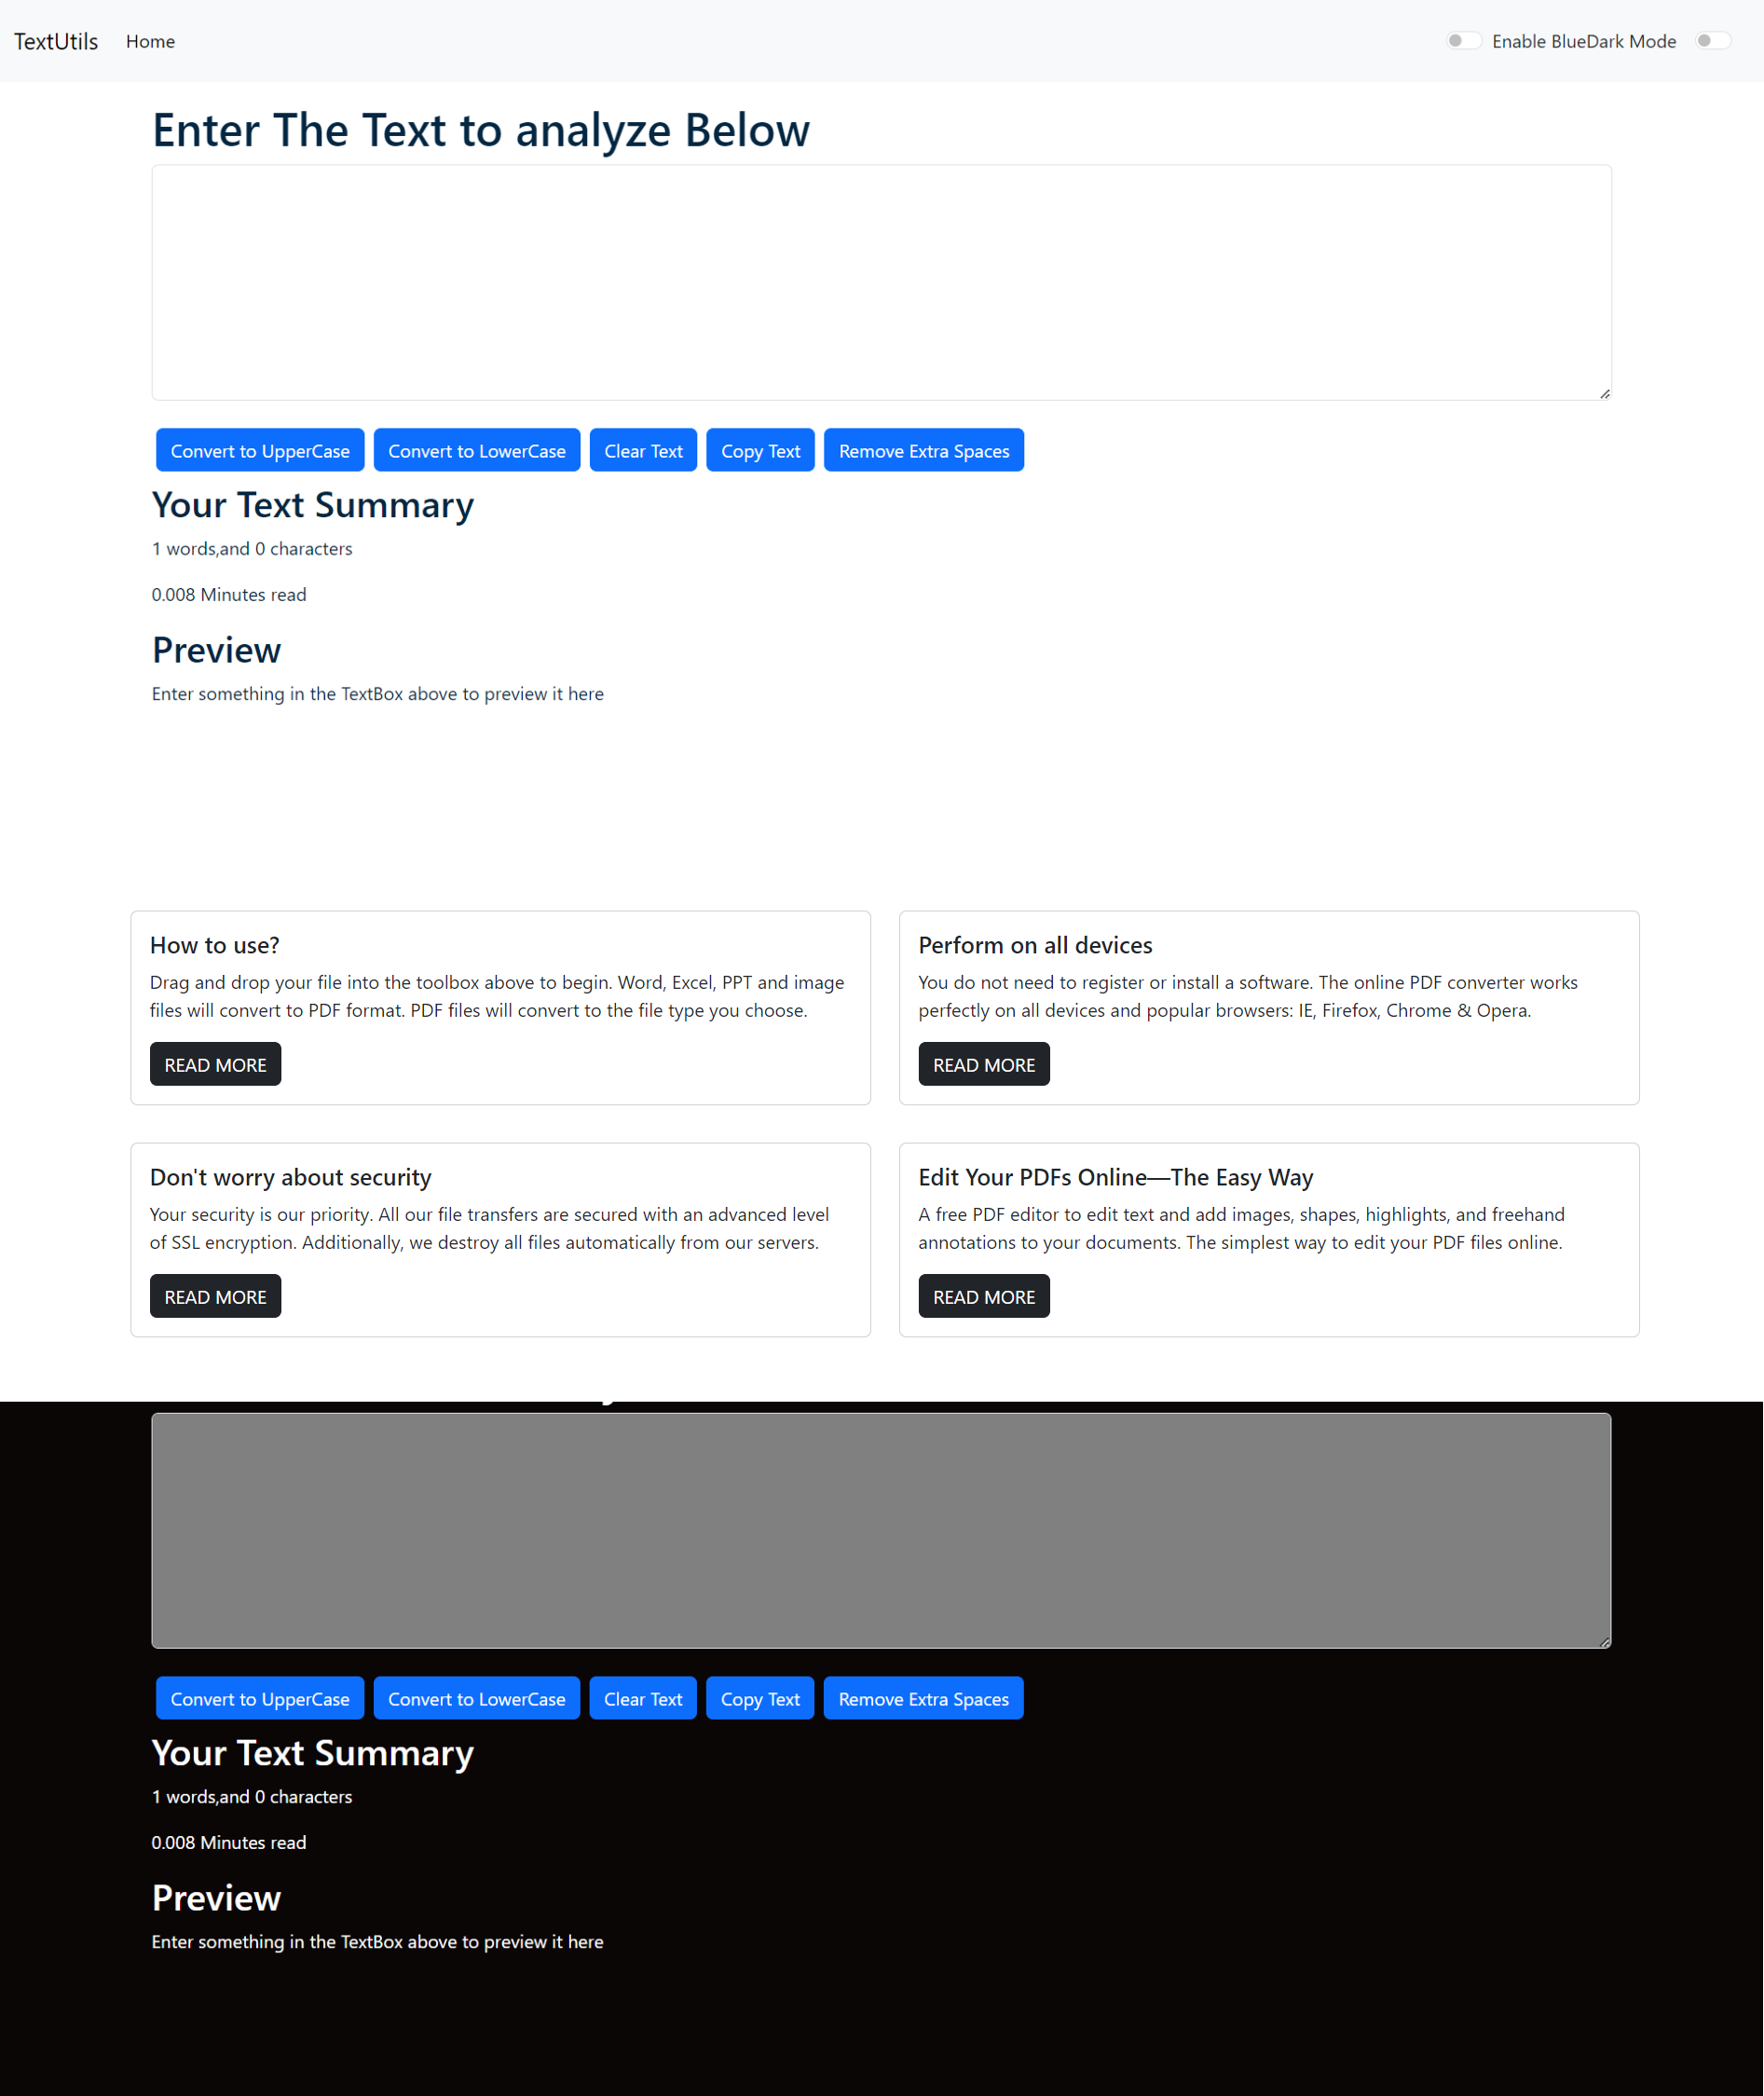 TextUtils Home Enable BlueDark Mode
Enter The Text to analyze Below
Convert to UpperCase Convert to LowerCase Clear Text Copy Text Remove Extra Spaces
Your Text Summary
1 words,and 0 characters
0.008 Minutes read
Preview
Enter something in the TextBox above to preview it here
How to use?
Drag and drop your file into the toolbox above to begin. Word, Excel, PPT and image
files will convert to PDF format. PDF files will convert to the file type you choose.
READ MORE
Perform on all devices
You do not need to register or install a software. The online PDF converter works
perfectly on all devices and popular browsers: IE, Firefox, Chrome & Opera.
READ MORE
Don't worry about security
Your security is our priority. All our file transfers are secured with an advanced level
of SSL encryption. Additionally, we destroy all files automatically from our servers.
READ MORE
Edit Your PDFs Online—The Easy Way
A free PDF editor to edit text and add images, shapes, highlights, and freehand
annotations to your documents. The simplest way to edit your PDF files online.
READ MORE
Convert to UpperCase Convert to LowerCase Clear Text Copy Text Remove Extra Spaces
Your Text Summary
1 words,and 0 characters
0.008 Minutes read
Preview
Enter something in the TextBox above to preview it here